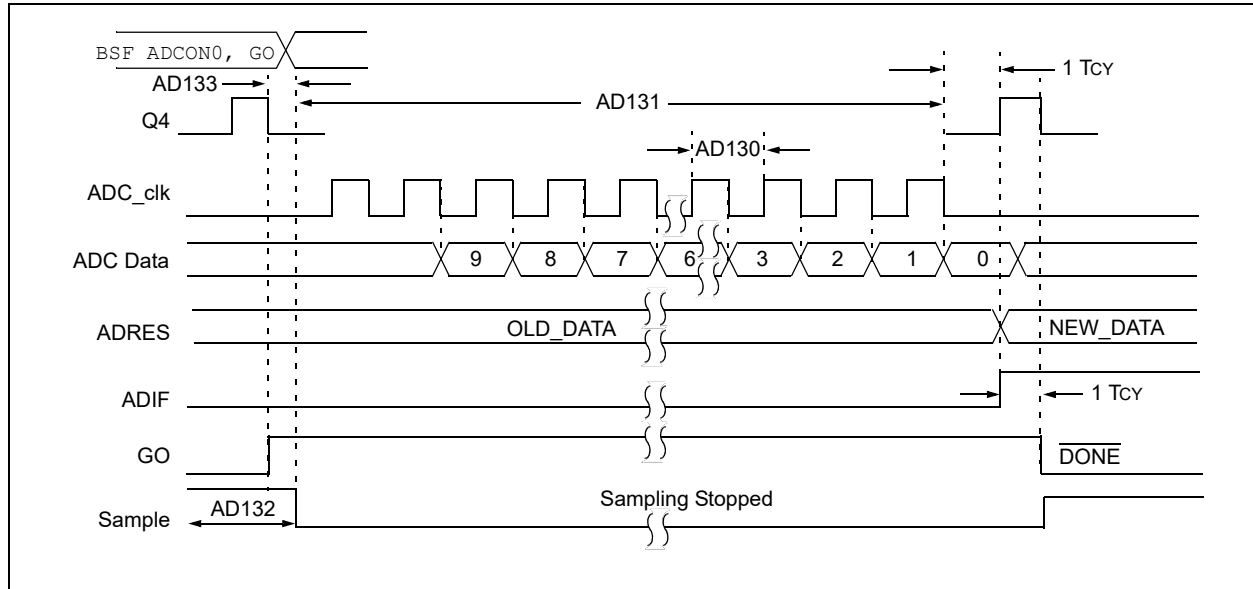 BSF ADCON0, GO
AD133
1 TCY
AD131
Q4
AD130
ADC_clk
ADC Data 9 8 7 6 3 2 1 0
ADRES OLD_DATA NEW_DATA
ADIF 1 TCY
GO DONE
Sampling Stopped
AD132
Sample